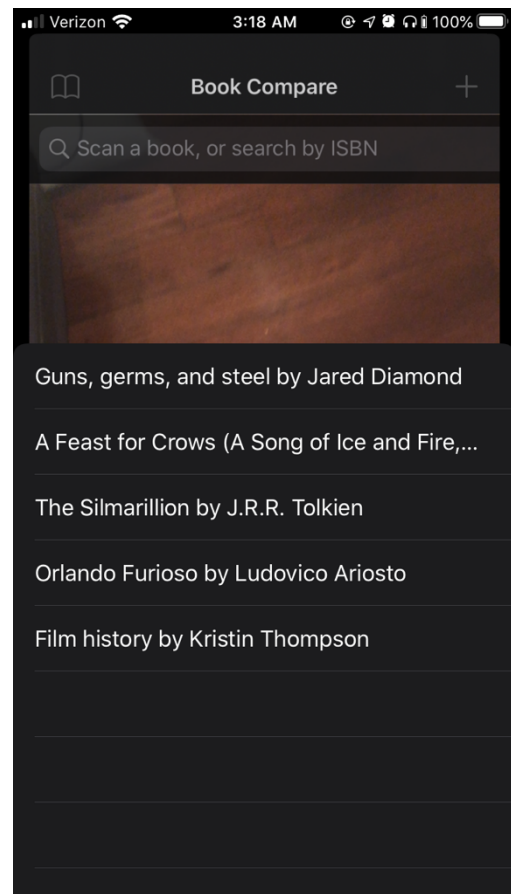 Verizon 3:18 AM 100%
Book Compare
Scan a book, or search by ISBN
Guns, germs, and steel by Jared Diamond
A Feast for Crows (A Song of Ice and Fire,...
The Silmarillion by J.R.R. Tolkien
Orlando Furioso by Ludovico Ariosto
Film history by Kristin Thompson